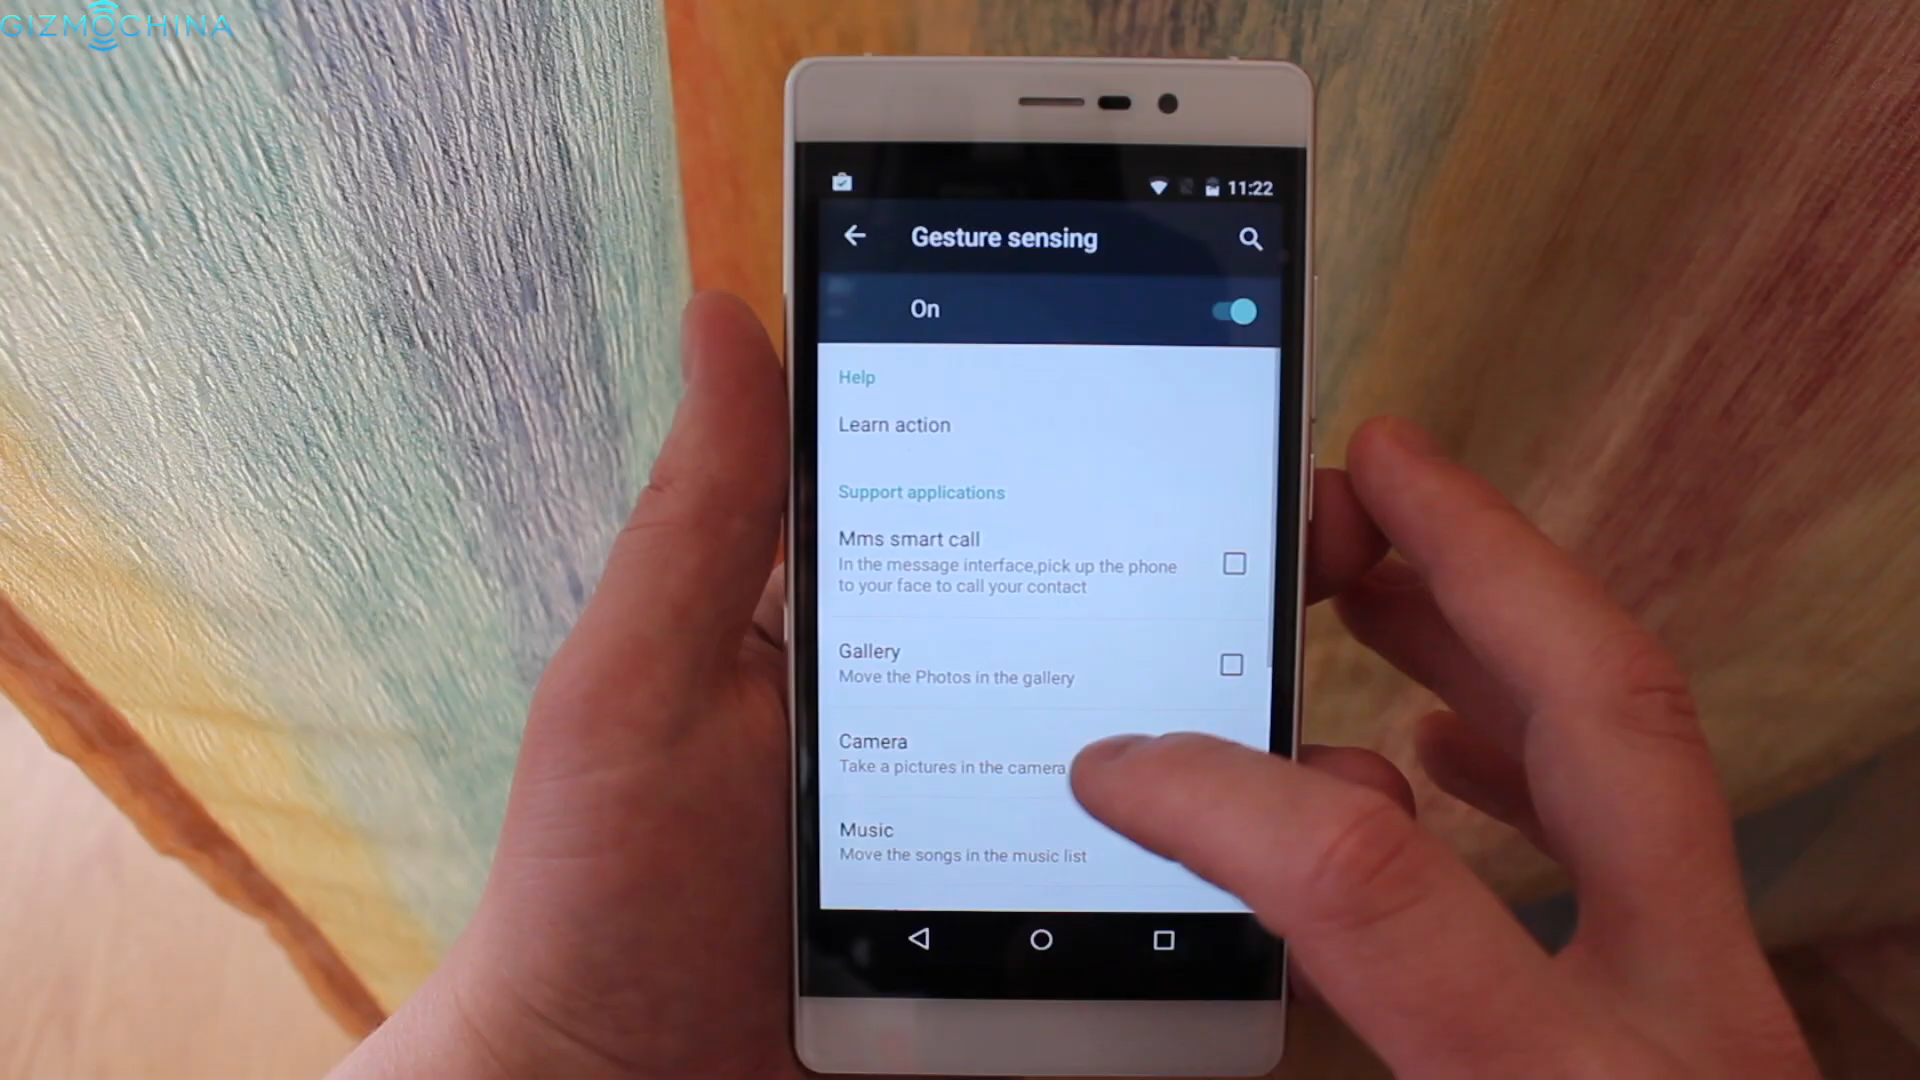 GIZMOCHINA
11:22
Gesture sensing
On
Help
Learn action
Support applications
Mms smart call
In the message interface,pick up the phone
to your face to call your contact
Gallery
Move the Photos in the gallery
Camera
Take a pictures in the camera
Music
Move the songs in the music list